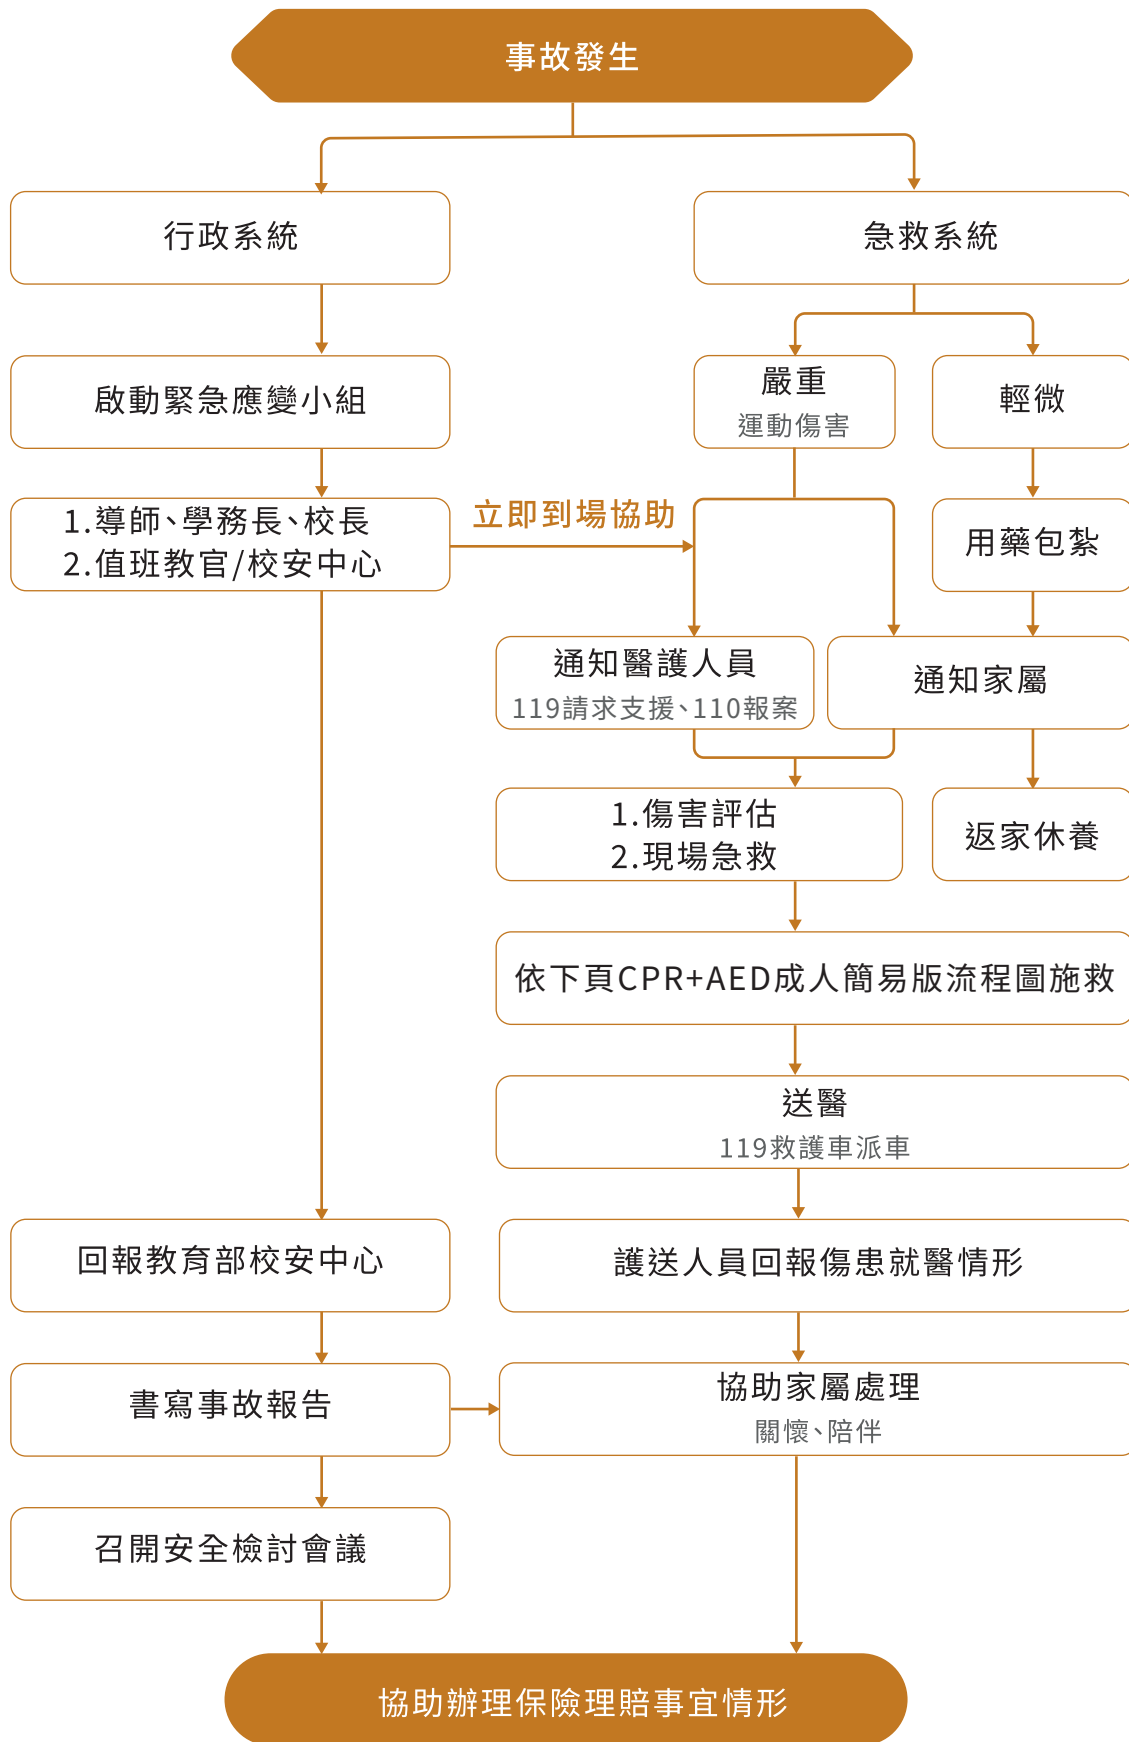 事故發生
行政系統
急救系統
啟動緊急應變小組
嚴重
運動傷害
輕微
1.導師、學務長、校長
2.值班教官/校安中心
立即到場協助
用藥包紮
通知醫護人員
119請求支援、110報案
通知家屬
1.傷害評估
2.現場急救
返家休養
依下頁CPR+AED成人簡易版流程圖施救
送醫
119救護車派車
回報教育部校安中心
護送人員回報傷患就醫情形
書寫事故報告
協助家屬處理
關懷、陪伴
召開安全檢討會議
協助辦理保險理賠事宜情形